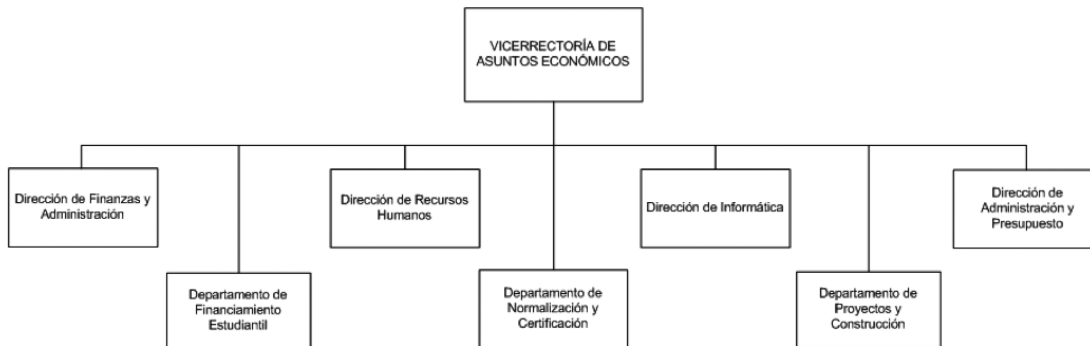 VICERRECTORÍA DE
ASUNTOS ECONÓMICOS
Dirección de Finanzas y
Administración
Dirección de Recursos
Humanos
Dirección de Informática
Dirección de
Administración y
Presupuesto
Departamento de
Financiamiento
Estudiantil
Departamento de
Normalización y
Certificación
Departamento de
Proyectos y
Construcción